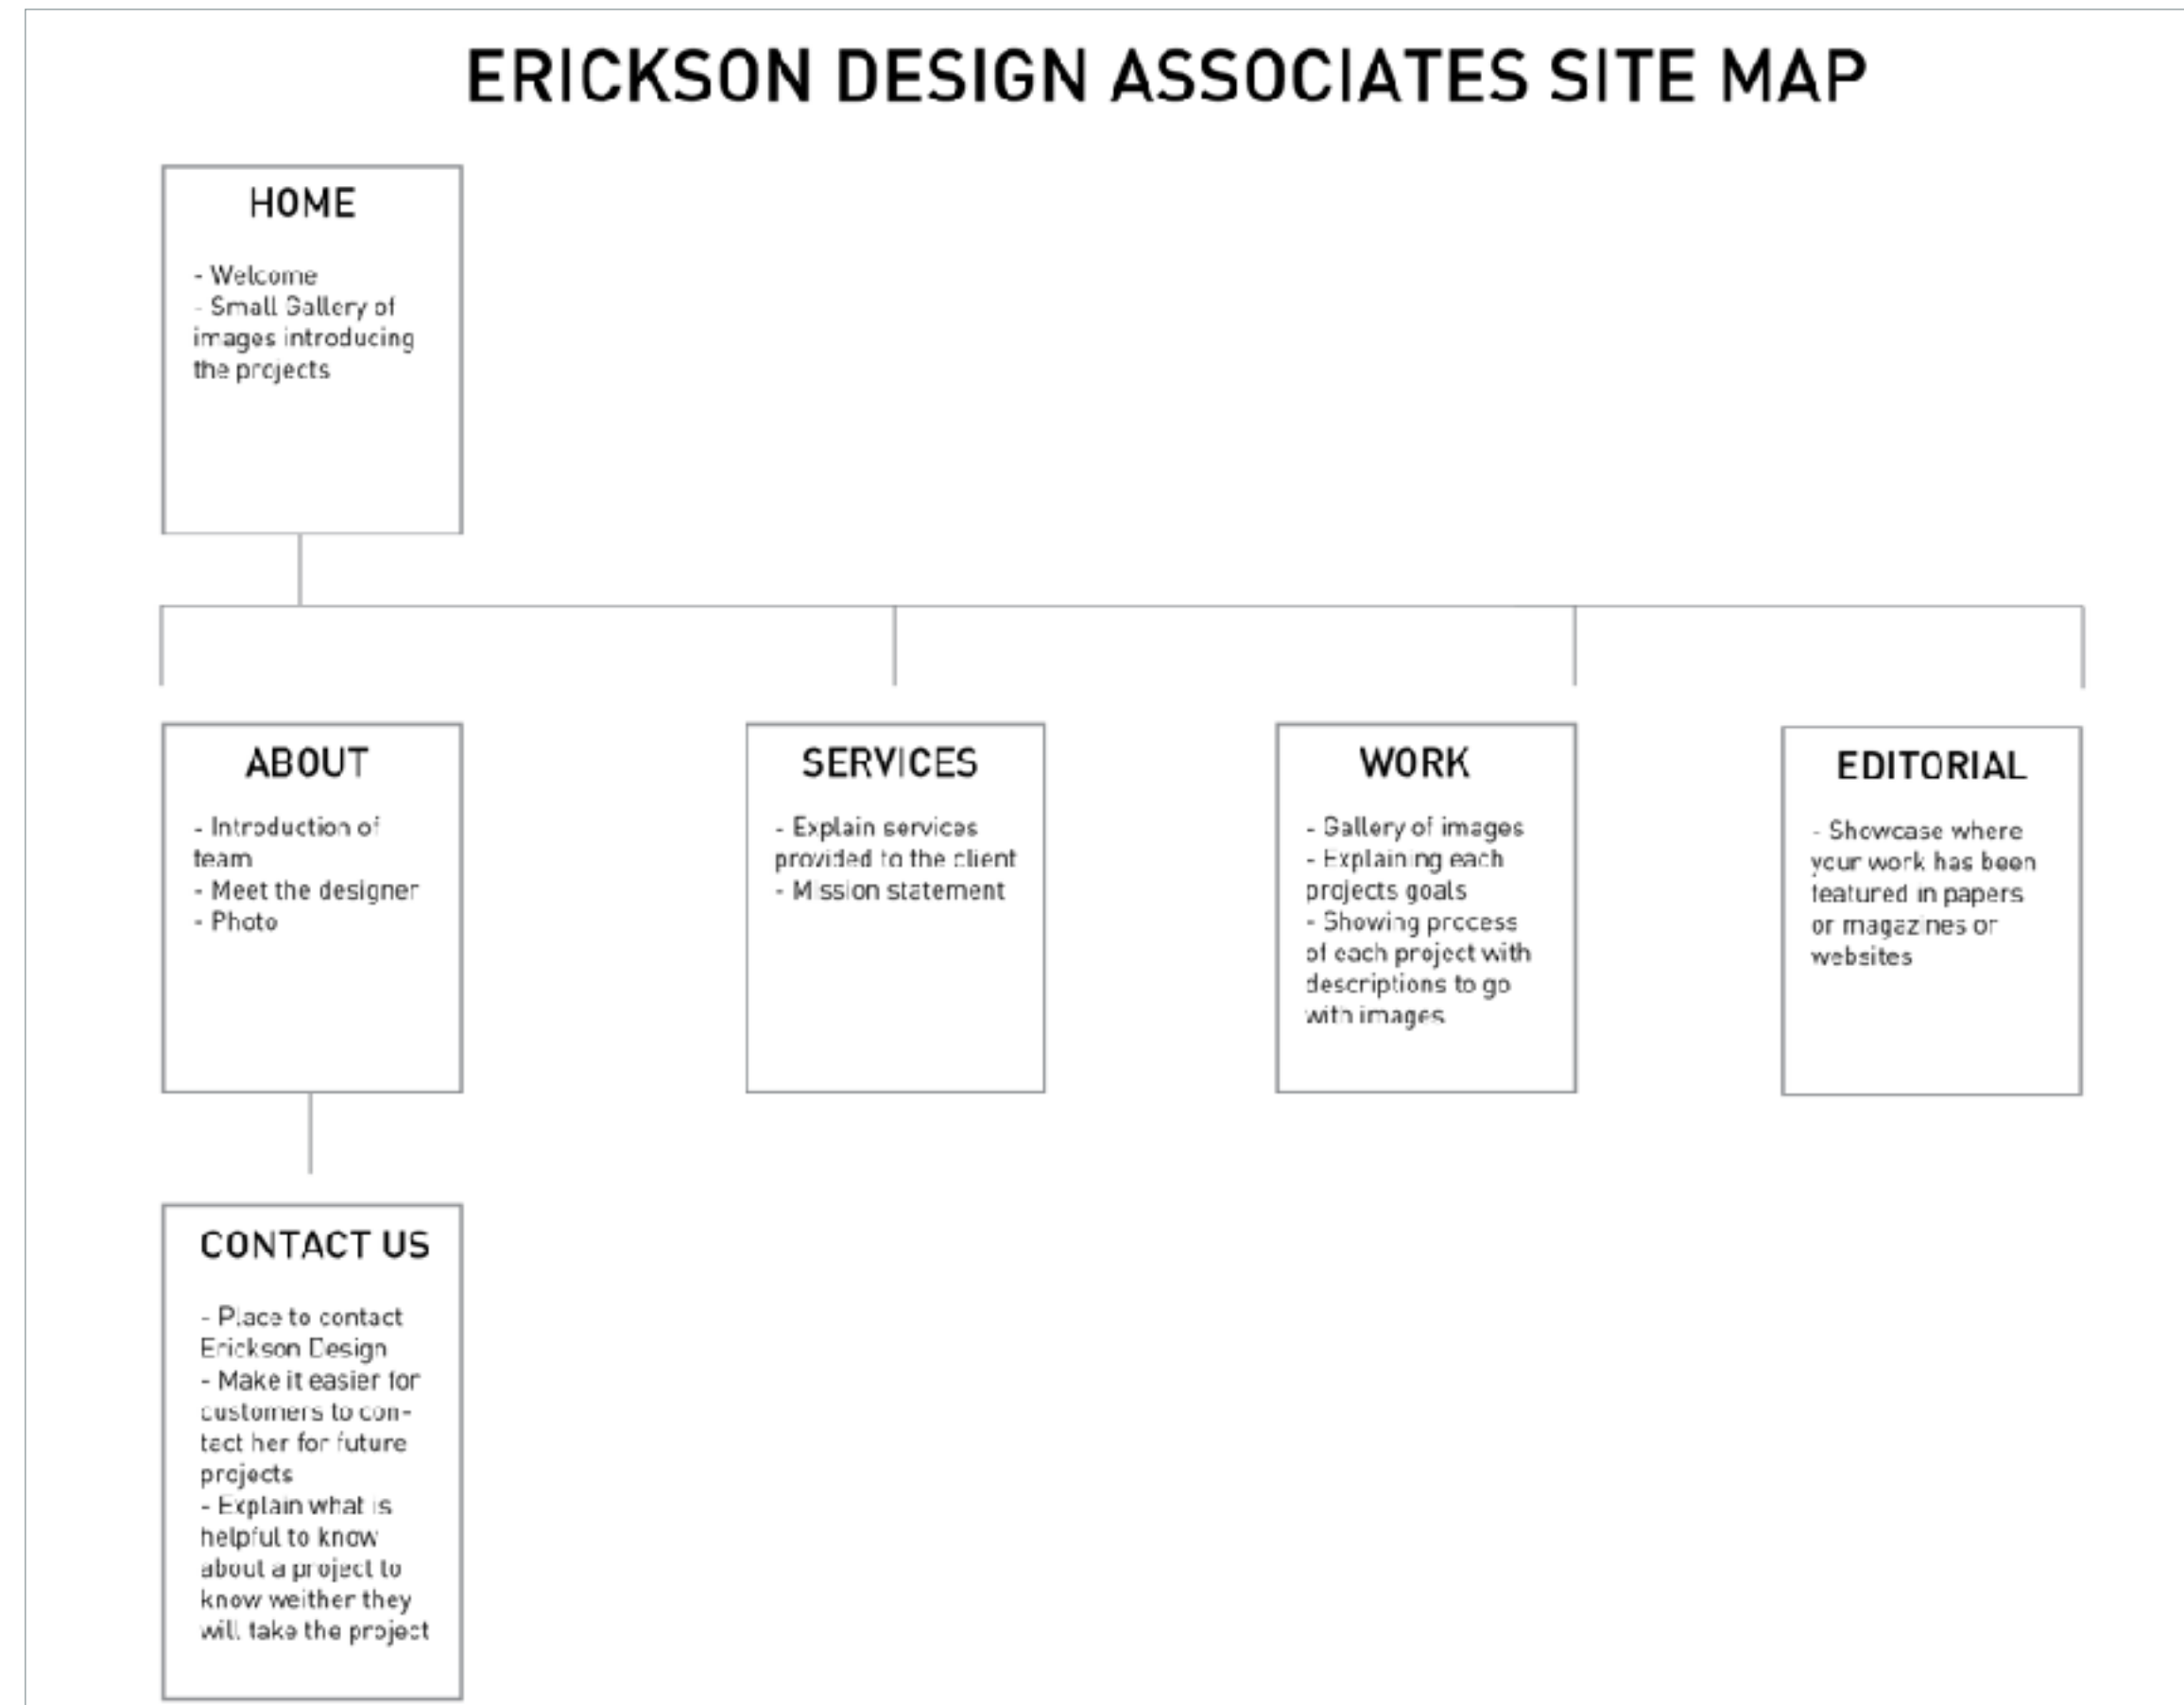 ERICKSON DESIGN ASSOCIATES SITE MAP
HOME
- Welcome
- Small Gallery of
images introducing
the projects
ABOUT
- Introduction of
team
- Meet the designer
- Photo
SERVICES
- Explain services
provided to the client
- Mission statement
WORK
- Gallery of images
- Explaining each
projects goals
- Showing process
of each project with
descriptions to go
with images
EDITORIAL
- Showcase where
your work has been
featured in papers
or magazines or
websites
CONTACT US
- Place to contact
Erickson Design
- Make it easier for
customers to con-
tact her for future
projects
- Explain what is
helpful to know
about a project to
know weither they
will take the project